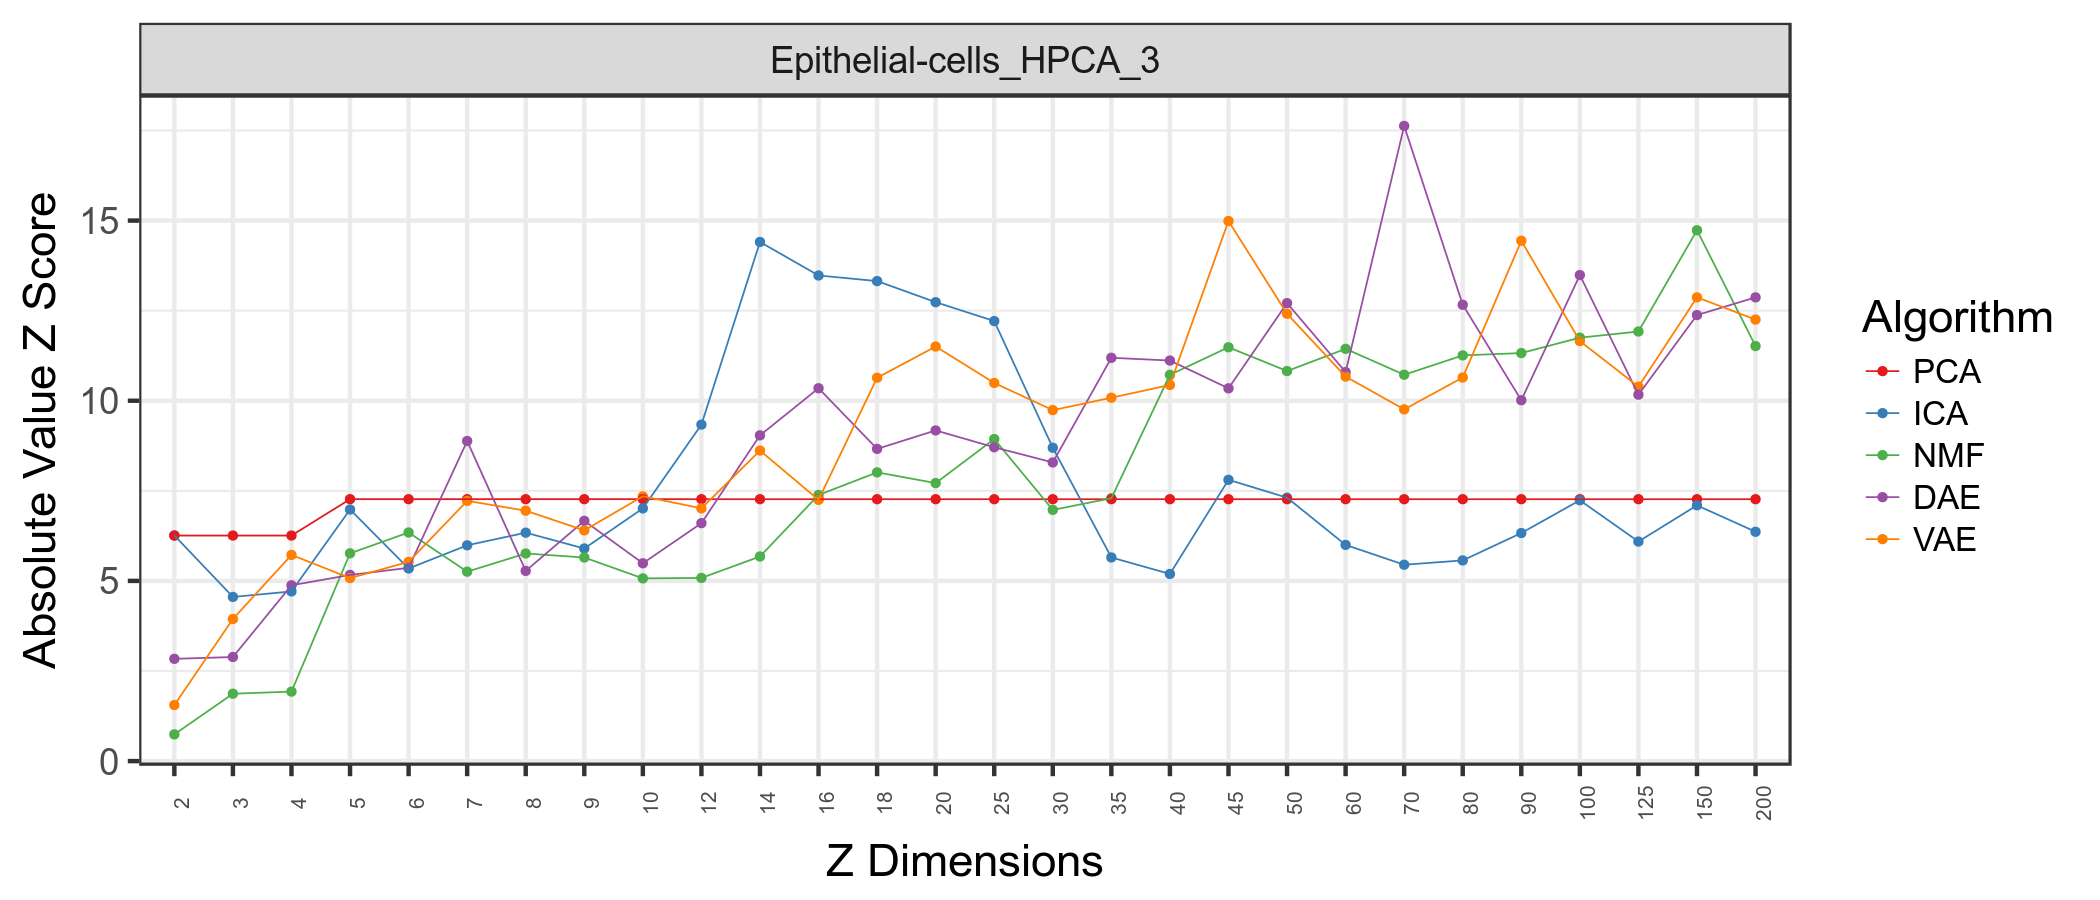 Epithelial-cells_HPCA_3
Absolute Value Z Score
15
10
5
0
2 3 4 5 6 7 8 9 10 12 14 16 18 20 25 30 35 40 45 50 60 70 80 90 100 125 150 200
Z Dimensions
Algorithm
PCA
ICA
NMF
DAE
VAE